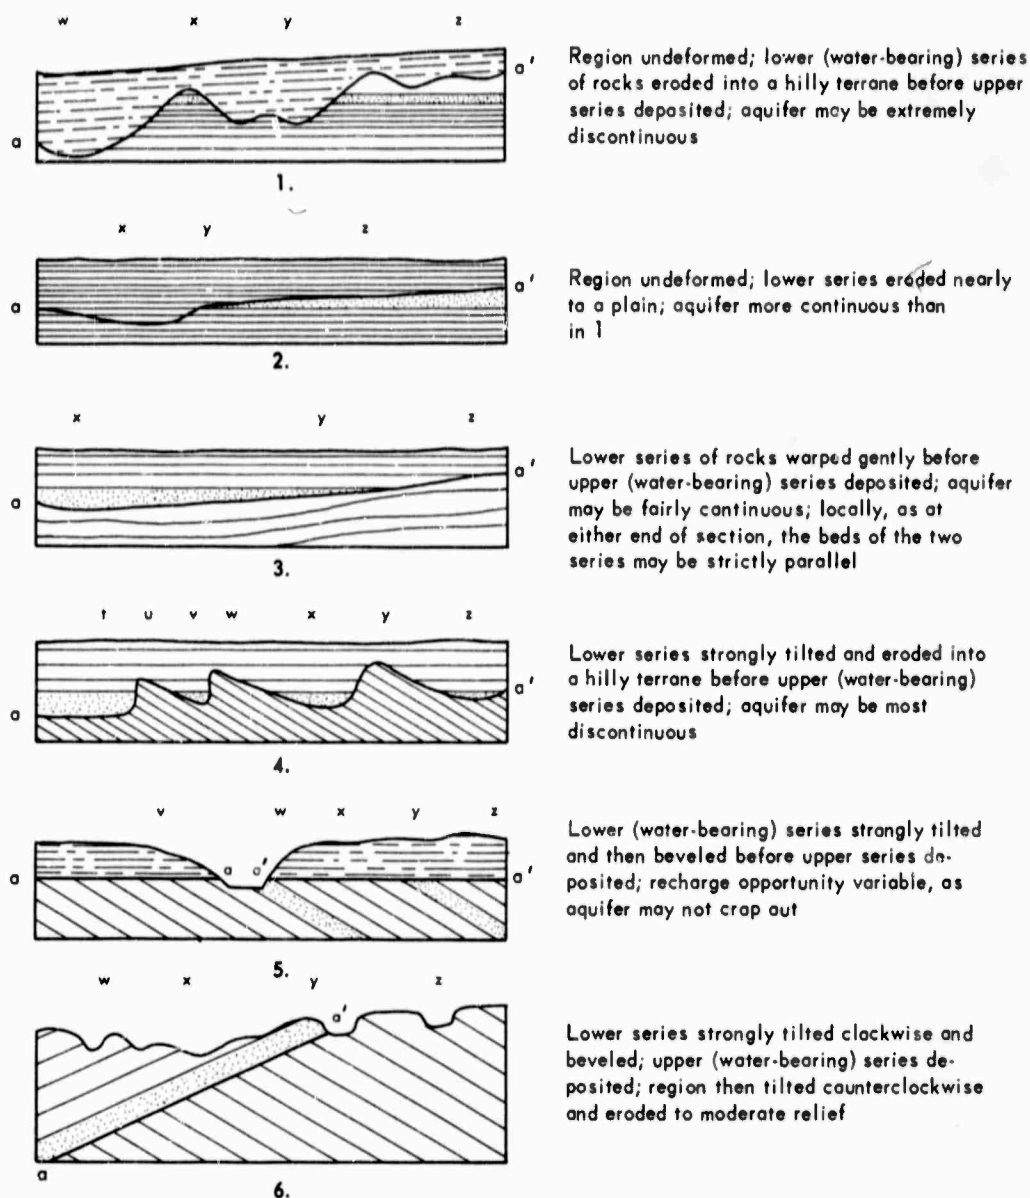 w x y z
Region undeformed; lower (water-bearing) series
of rocks eroded into a hilly terrane before upper
series deposited; aquifer may be extremely
discontinuous
a a'
1.
x y z
Region undeformed; lower series eroded nearly
to a plain; aquifer more continuous than
in 1
a a'
2.
x y z
Lower series of rocks warped gently before
upper (water-bearing) series deposited; aquifer
may be fairly continuous; locally, as at
either end of section, the beds of the two
series may be strictly parallel
a a'
3.
t u v w x y z
Lower series strongly tilted and eroded into
a hilly terrane before upper (water-bearing)
series deposited; aquifer may be most
discontinuous
a a'
4.
v w x y z
Lower (water-bearing) series strongly tilted
and then beveled before upper series de-
posited; recharge opportunity variable, as
aquifer may not crop out
a a a' a'
5.
w x y z
a'
Lower series strongly tilted clockwise and
beveled; upper (water-bearing) series de-
posited; region then tilted counterclockwise
and eroded to moderate relief
a
6.